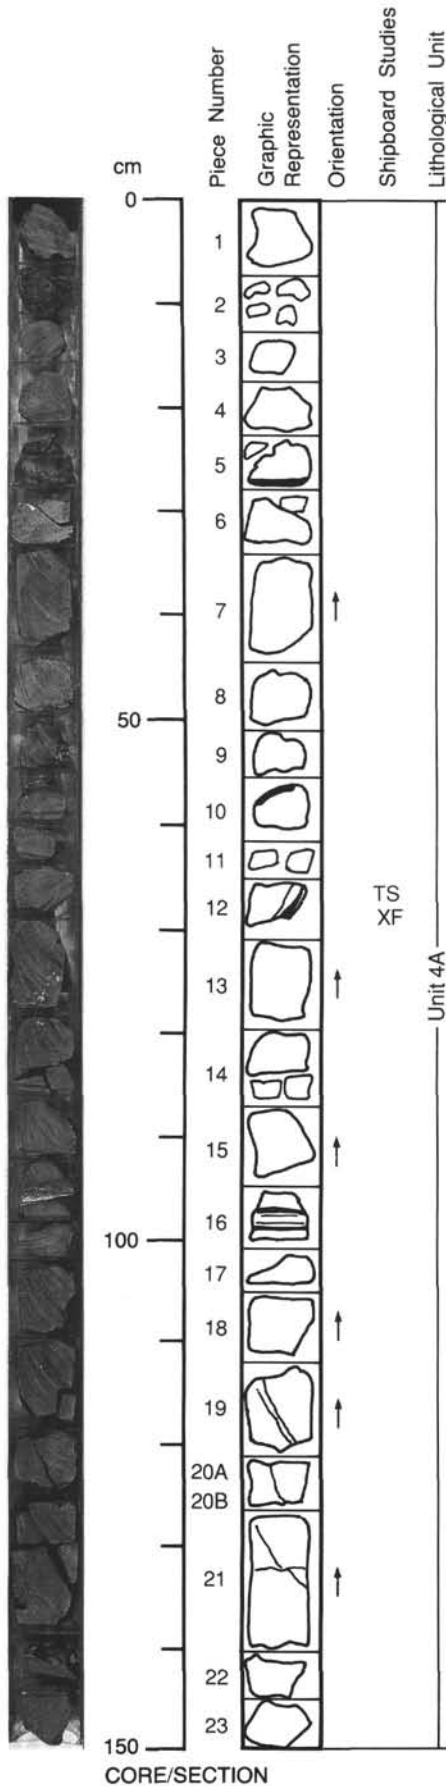 cm
Piece Number
Graphic
Representation
Orientation
Shipboard Studies
Lithological Unit
0
1
2
3
4
5
6
7
8
50
9
10
11
12
TS
XF
13
Unit 4A
14
15
16
100
17
18
19
20A
20B
21
22
23
150
CORE/SECTION